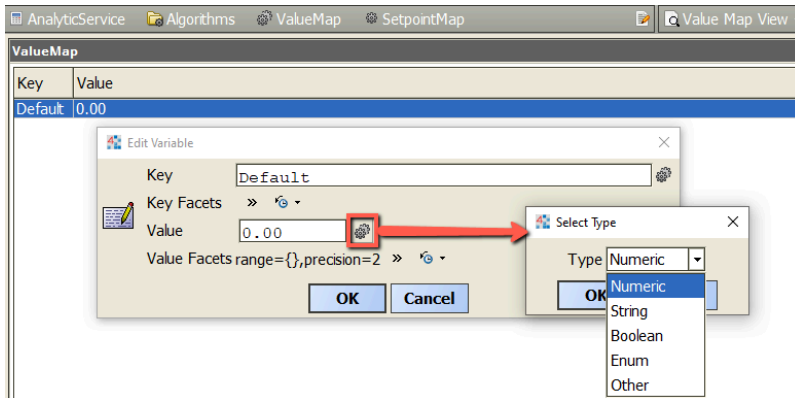 AnalyticService Algorithms ValueMap SetpointMap Value Map View
ValueMap
Key Value
Default 0.00
Edit Variable
Key Default
Key Facets »
Value 0.00
Value Facets range={},precision=2 »
OK Cancel
Select Type
Type Numeric
OK
Numeric
String
Boolean
Enum
Other